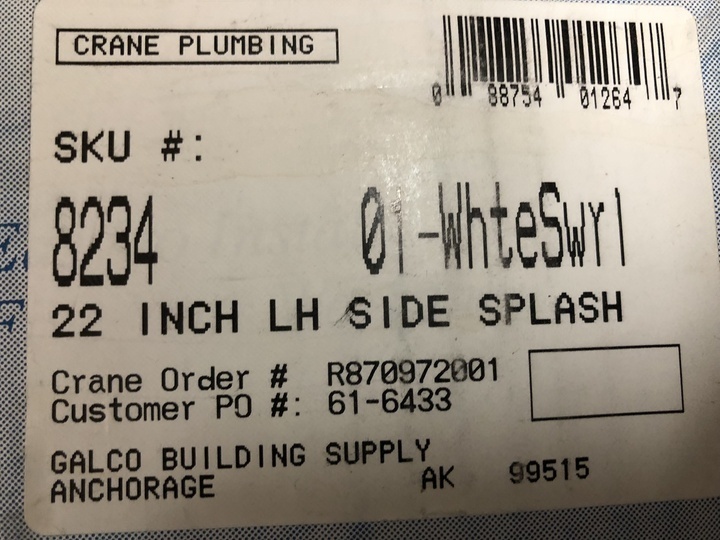 CRANE PLUMBING
0 88754 01264 7
SKU #:
8234 01-WhteSwrl
22 INCH LH SIDE SPLASH
Crane Order # R870972001
Customer PO #: 61-6433
GALCO BUILDING SUPPLY
ANCHORAGE AK 99515